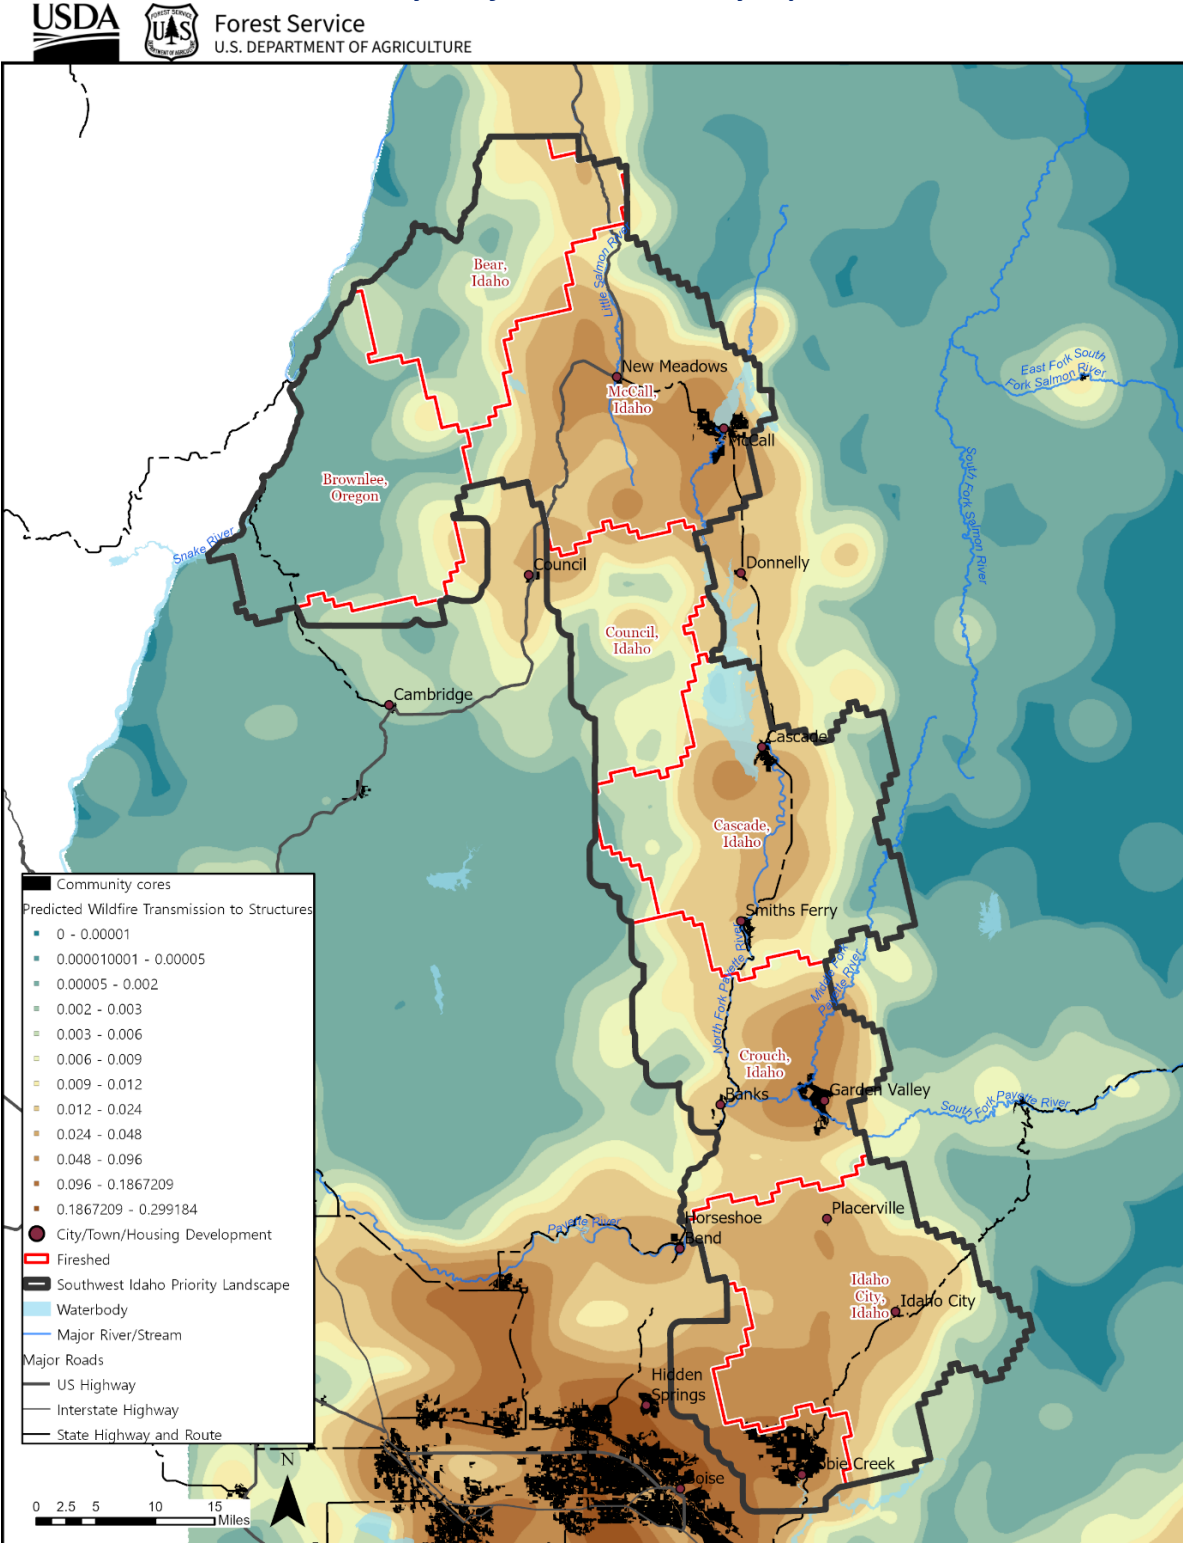 USDA
FOREST SERVICE
U S
DEPARTMENT OF AGRICULTURE
Forest Service
U.S. DEPARTMENT OF AGRICULTURE
Bear,
Idaho
Little Salmon River
New Meadows
McCall,
Idaho
McCall
East Fork South
Fork Salmon River
South Fork Salmon River
Brownlee,
Oregon
Snake River
Council
Donnelly
Council,
Idaho
Cambridge
Cascade
Cascade,
Idaho
Smiths Ferry
North Fork Payette River
Middle Fork
Payette River
Crouch,
Idaho
Banks
Garden Valley
South Fork Payette River
Placerville
Horseshoe
Bend
Payette River
Idaho
City,
Idaho
Idaho City
Hidden
Springs
Boise
obie Creek
Community cores
Predicted Wildfire Transmission to Structures
0 - 0.00001
0.000010001 - 0.00005
0.00005 - 0.002
0.002 - 0.003
0.003 - 0.006
0.006 - 0.009
0.009 - 0.012
0.012 - 0.024
0.024 - 0.048
0.048 - 0.096
0.096 - 0.1867209
0.1867209 - 0.299184
City/Town/Housing Development
Fireshed
Southwest Idaho Priority Landscape
Waterbody
Major River/Stream
Major Roads
US Highway
Interstate Highway
State Highway and Route
N
0 2.5 5 10 15
Miles